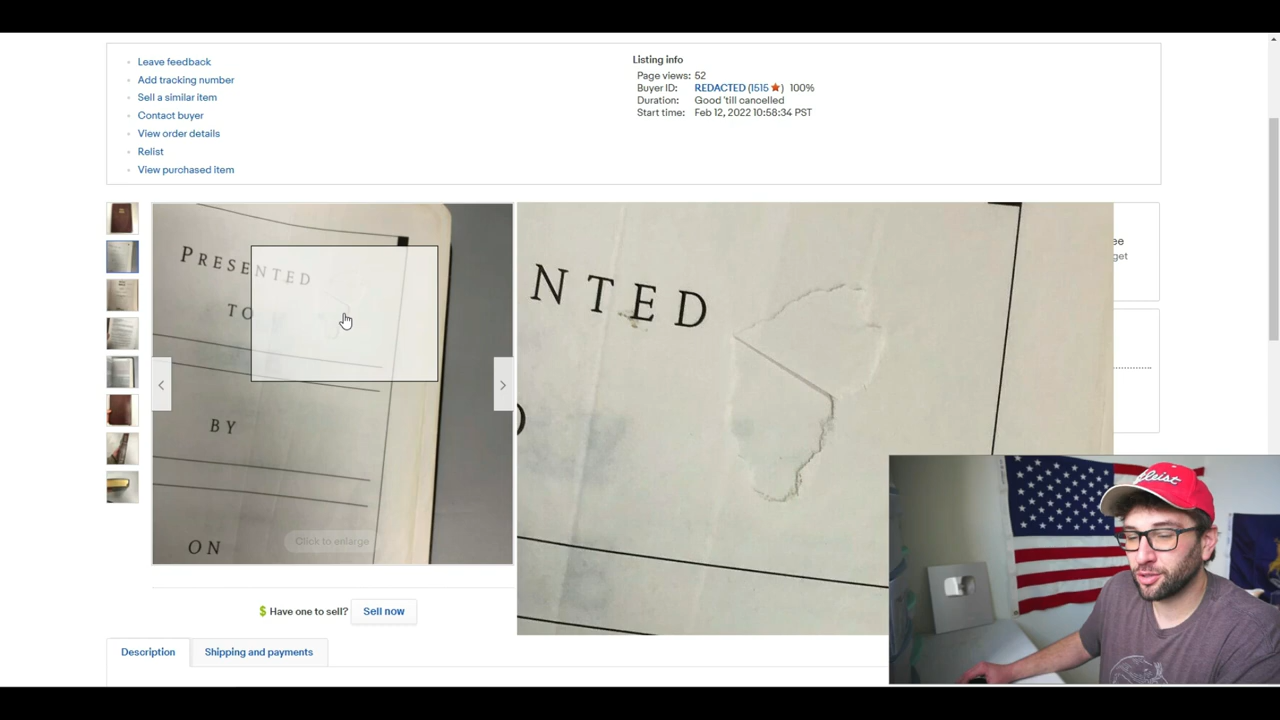 Leave feedback
Add tracking number
Sell a similar item
Contact buyer
View order details
Relist
View purchased item
Listing info
Page views: 52
Buyer ID: REDACTED (1515 ) 100%
Duration: Good 'till cancelled
Start time: Feb 12, 2022 10:58:34 PST
PRESENTED
TO
BY
ON
Click to enlarge
NTED
ee
get
$ Have one to sell? Sell now
Description
Shipping and payments